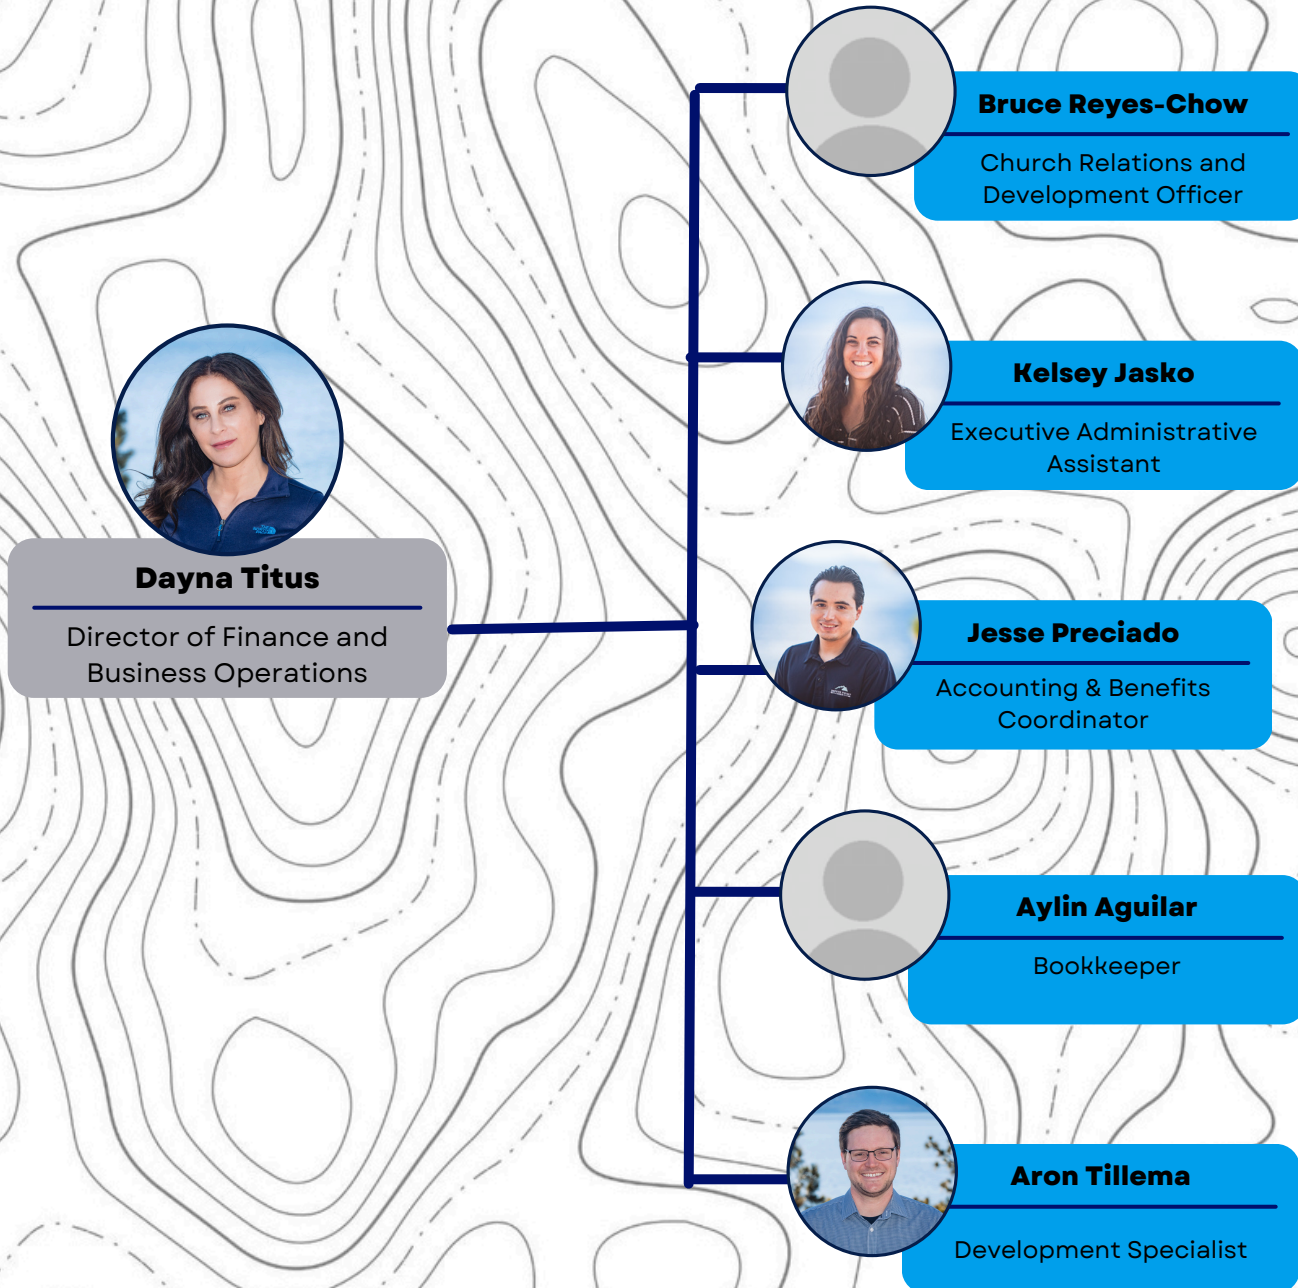 Bruce Reyes-Chow
Church Relations and
Development Officer
Kelsey Jasko
Executive Administrative
Assistant
Dayna Titus
Director of Finance and
Business Operations
Jesse Preciado
Accounting & Benefits
Coordinator
Aylin Aguilar
Bookkeeper
Aron Tillema
Development Specialist